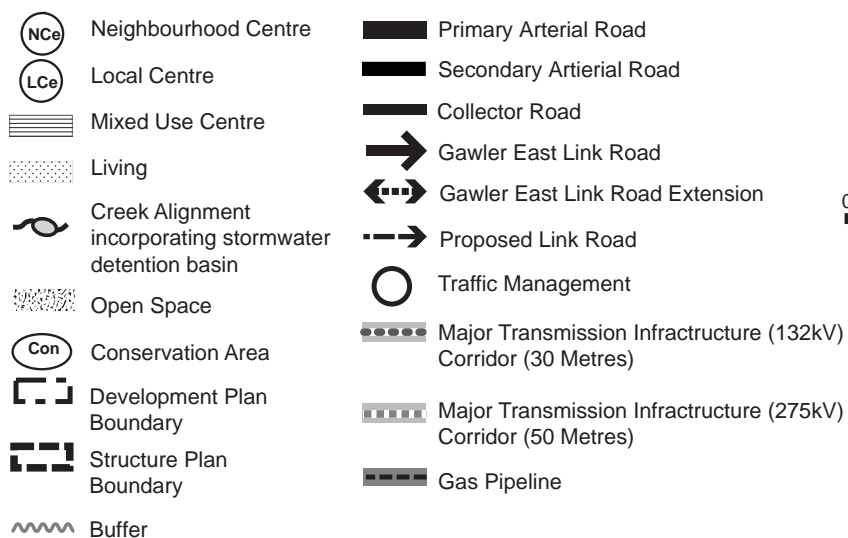 NCe Neighbourhood Centre
LCe Local Centre
Mixed Use Centre
Living
Creek Alignment
incorporating stormwater
detention basin
Open Space
Con Conservation Area
Development Plan
Boundary
Structure Plan
Boundary
Buffer
Primary Arterial Road
Secondary Artierial Road
Collector Road
Gawler East Link Road
Gawler East Link Road Extension
Proposed Link Road
Traffic Management
Major Transmission Infractructure (132kV)
Corridor (30 Metres)
Major Transmission Infractructure (275kV)
Corridor (50 Metres)
Gas Pipeline